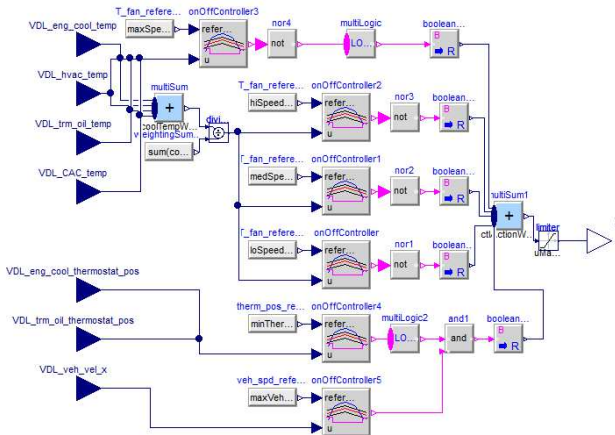 T_fan_refere... onOffController3
VDL_eng_cool_temp
maxSpe...
refer...
u
nor4
not
multiLogic
LO...
boolean...
B
R
VDL_hvac_temp
multiSum
+
coolTempW...
T_fan_refere... onOffController2
hiSpeed...
refer...
u
nor3
not
boolean...
B
R
VDL_trm_oil_temp
divi...
sum(co...
T_fan_refere... onOffController1
medSpe...
refer...
u
nor2
not
boolean...
B
R
VDL_CAC_temp
multiSum1
+
limiter
uMa...
T_fan_refere... onOffController
loSpeed...
refer...
u
nor1
not
boolean...
B
R
VDL_eng_cool_thermostat_pos
therm_pos_re... onOffController4
VDL_trm_oil_thermostat_pos
minTher...
refer...
u
multiLogic2
LO...
and1
and
boolean...
B
R
VDL_veh_vel_x
veh_spd_refe... onOffController5
maxVeh...
refer...
u